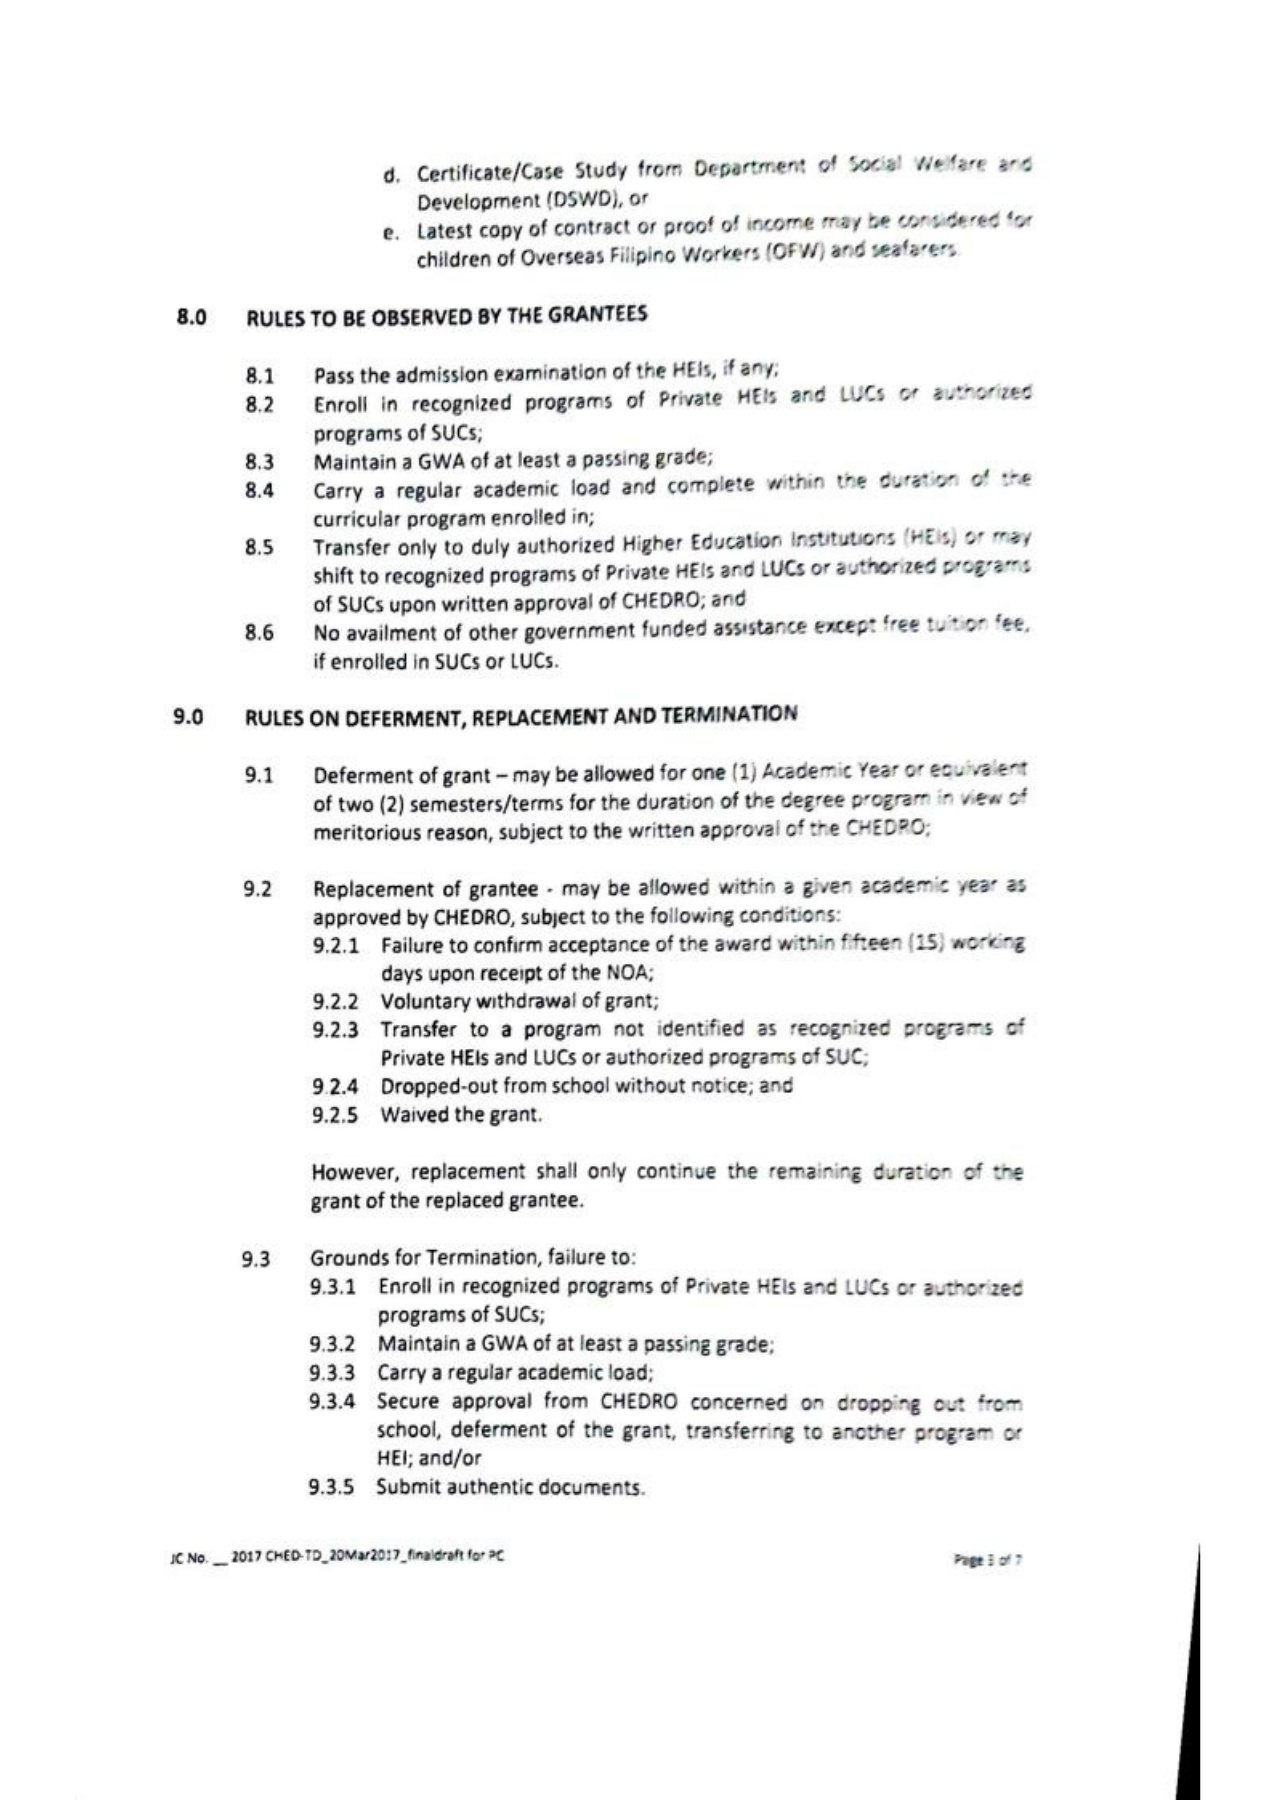 d. Certificate/Case Study from Department of Social Welfare and
Development (DSWD), or
e. Latest copy of contract or proof of income may be considered for
children of Overseas Filipino Workers (OFW) and seafarers.
8.0 RULES TO BE OBSERVED BY THE GRANTEES
8.1 Pass the admission examination of the HEIs, if any;
8.2 Enroll in recognized programs of Private HEIs and LUCs or authorized
programs of SUCs;
8.3 Maintain a GWA of at least a passing grade;
8.4 Carry a regular academic load and complete within the duration of the
curricular program enrolled in;
8.5 Transfer only to duly authorized Higher Education Institutions (HEIs) or may
shift to recognized programs of Private HEIs and LUCs or authorized programs
of SUCs upon written approval of CHEDRO; and
8.6 No availment of other government funded assistance except free tuition fee,
if enrolled in SUCs or LUCs.
9.0 RULES ON DEFERMENT, REPLACEMENT AND TERMINATION
9.1 Deferment of grant – may be allowed for one (1) Academic Year or equivalent
of two (2) semesters/terms for the duration of the degree program in view of
meritorious reason, subject to the written approval of the CHEDRO;
9.2 Replacement of grantee - may be allowed within a given academic year as
approved by CHEDRO, subject to the following conditions:
9.2.1 Failure to confirm acceptance of the award within fifteen (15) working
days upon receipt of the NOA;
9.2.2 Voluntary withdrawal of grant;
9.2.3 Transfer to a program not identified as recognized programs of
Private HEIs and LUCs or authorized programs of SUC;
9.2.4 Dropped-out from school without notice; and
9.2.5 Waived the grant.
However, replacement shall only continue the remaining duration of the
grant of the replaced grantee.
9.3 Grounds for Termination, failure to:
9.3.1 Enroll in recognized programs of Private HEIs and LUCs or authorized
programs of SUCs;
9.3.2 Maintain a GWA of at least a passing grade;
9.3.3 Carry a regular academic load;
9.3.4 Secure approval from CHEDRO concerned on dropping out from
school, deferment of the grant, transferring to another program or
HEI; and/or
9.3.5 Submit authentic documents.
JC No. __ 2017 CHED-TD_20Mar2017_finaldraft for PC
Page 3 of 7